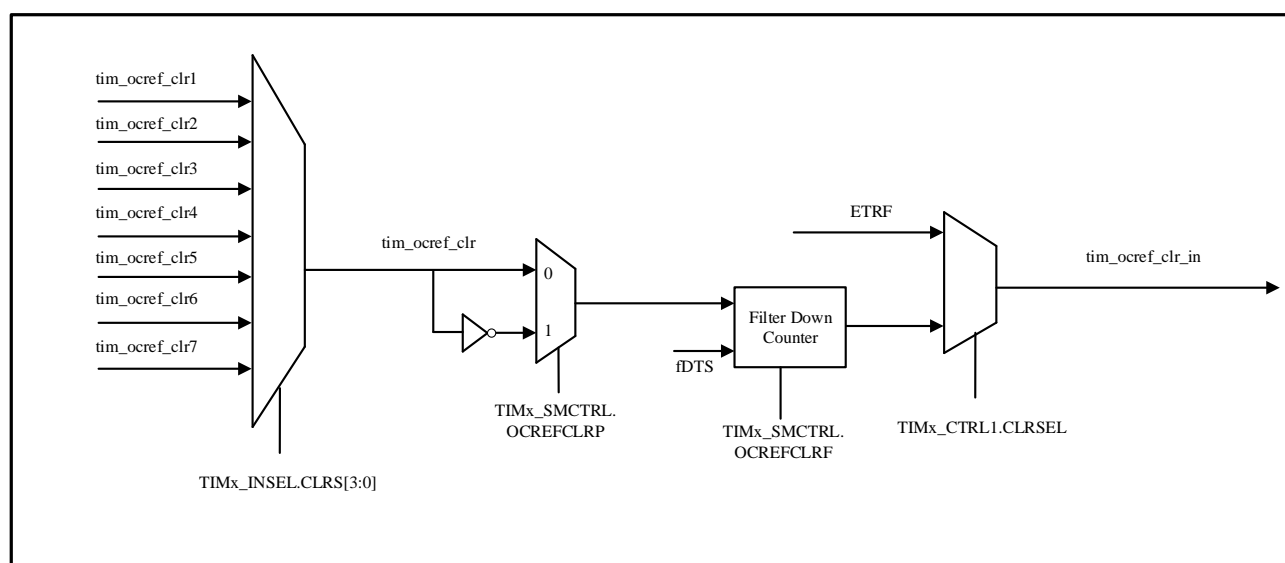 tim_ocref_clr1
tim_ocref_clr2
tim_ocref_clr3
tim_ocref_clr4
tim_ocref_clr5
tim_ocref_clr6
tim_ocref_clr7
TIMx_INSEL.CLRS[3:0]
tim_ocref_clr
0
1
TIMx_SMCTRL.
OCREFCLRP
fDTS
Filter Down
Counter
TIMx_SMCTRL.
OCREFCLRF
ETRF
TIMx_CTRL1.CLRSEL
tim_ocref_clr_in